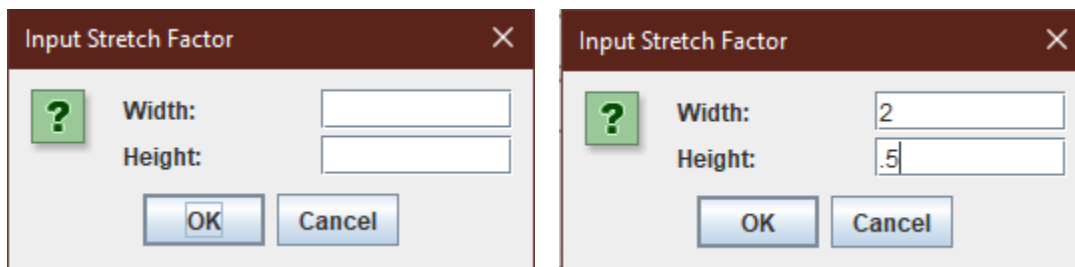 Input Stretch Factor
?
Width:
Height:
OK Cancel
Input Stretch Factor
?
Width: 2
Height: .5
OK Cancel